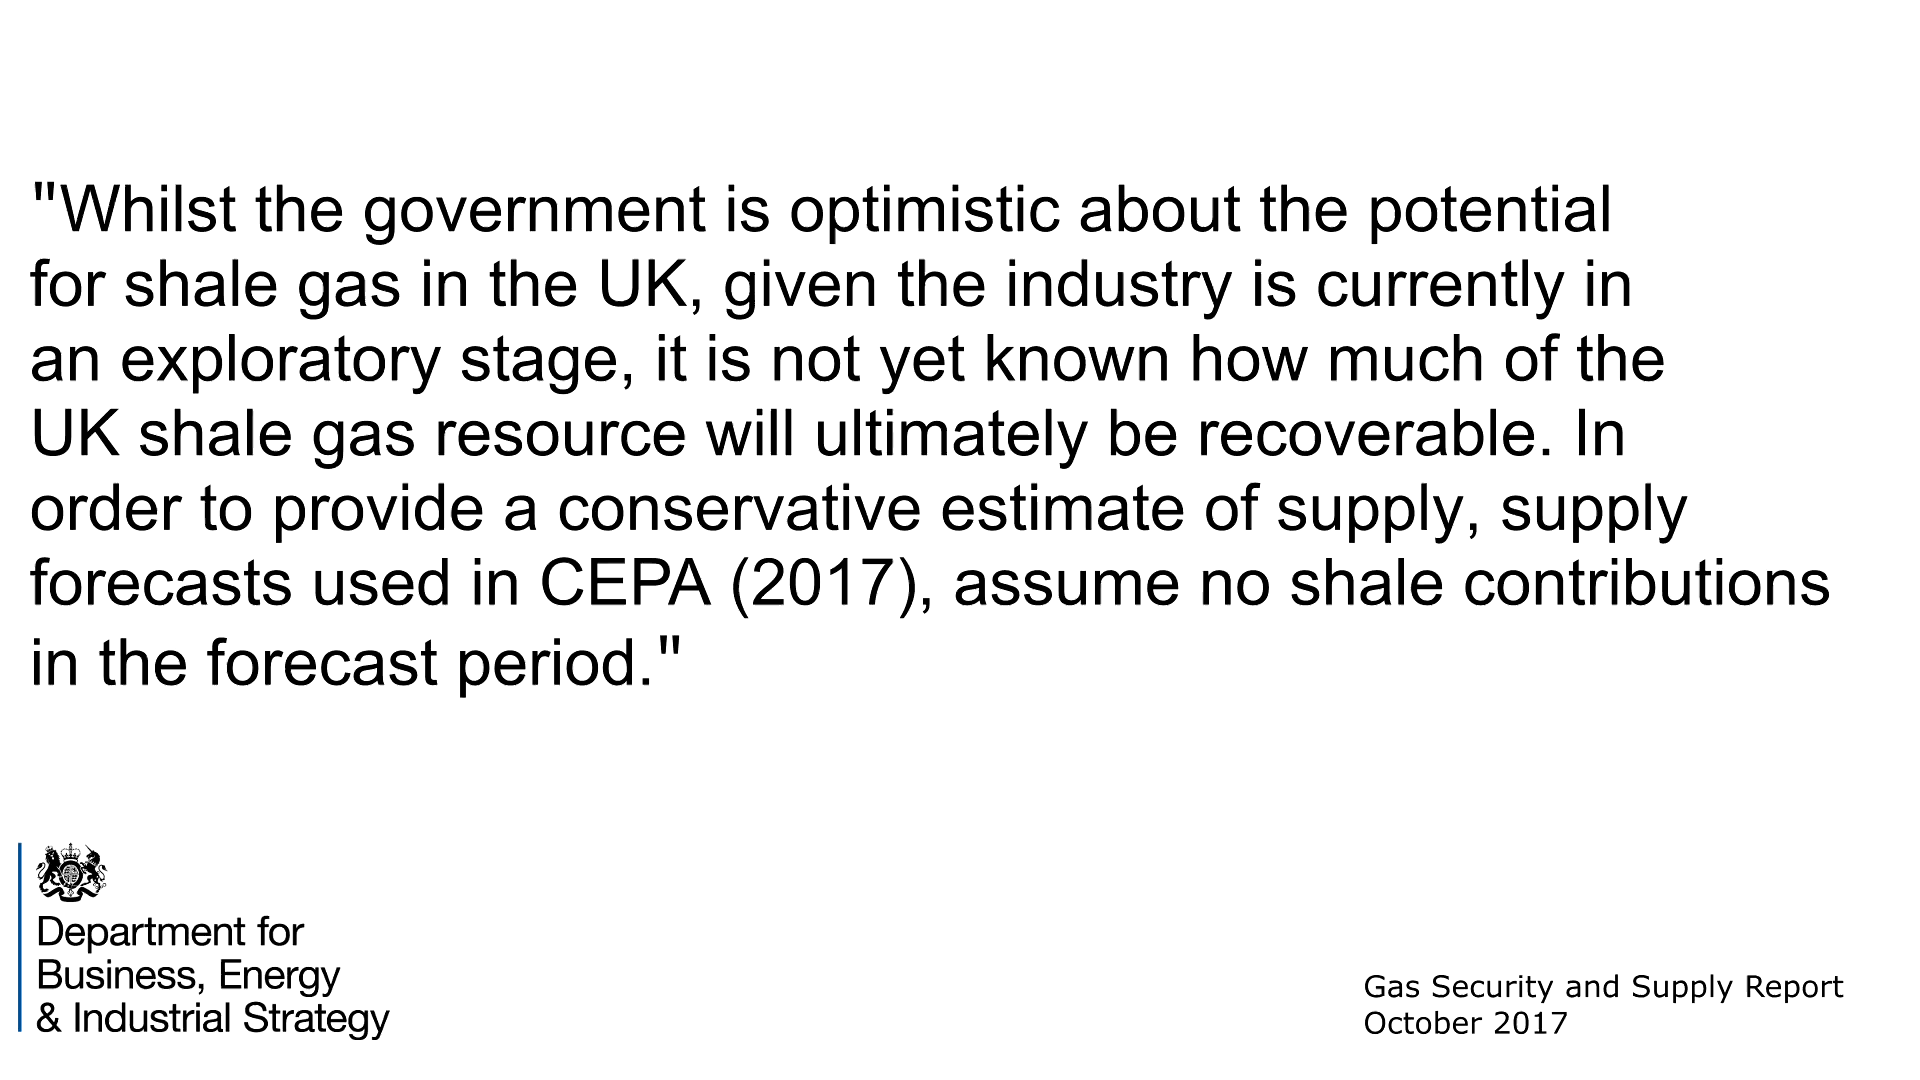 "Whilst the government is optimistic about the potential
for shale gas in the UK, given the industry is currently in
an exploratory stage, it is not yet known how much of the
UK shale gas resource will ultimately be recoverable. In
order to provide a conservative estimate of supply, supply
forecasts used in CEPA (2017), assume no shale contributions
in the forecast period."
Department for
Business, Energy
& Industrial Strategy
Gas Security and Supply Report
October 2017